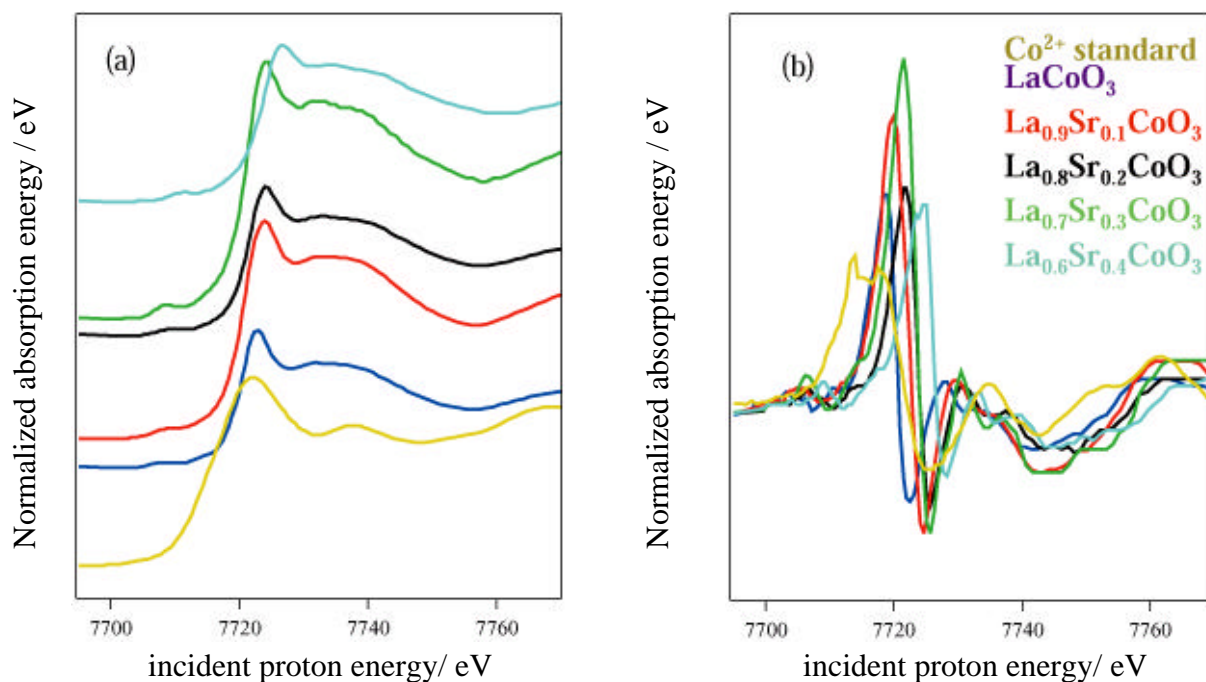 (a)
Normalized absorption energy / eV
7700 7720 7740 7760
incident proton energy/ eV
(b)
Co²⁺ standard
LaCoO₃
La₀.₉Sr₀.₁CoO₃
La₀.₈Sr₀.₂CoO₃
La₀.₇Sr₀.₃CoO₃
La₀.₆Sr₀.₄CoO₃
Normalized absorption energy / eV
7700 7720 7740 7760
incident proton energy/ eV